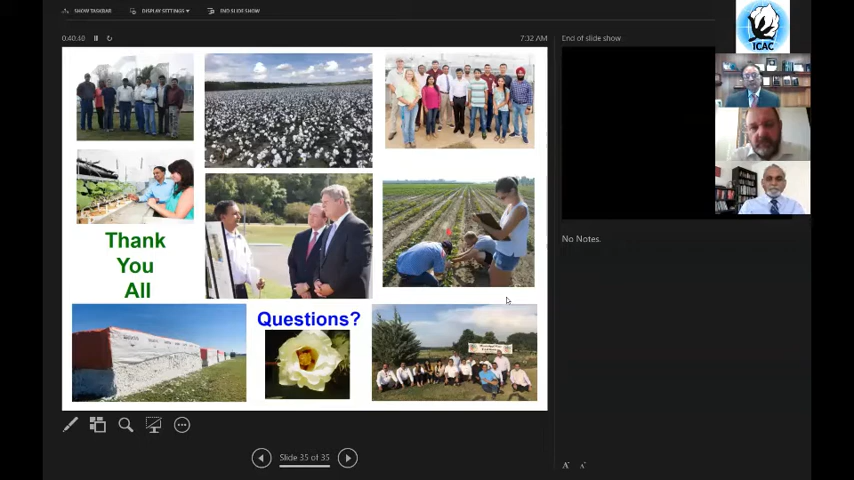 SHOW TASKBAR
DISPLAY SETTINGS ▾
END SLIDE SHOW
0:40:40
7:32 AM
End of slide show
ICAC
Thank
You
All
Questions?
No Notes.
Slide 35 of 35
A A